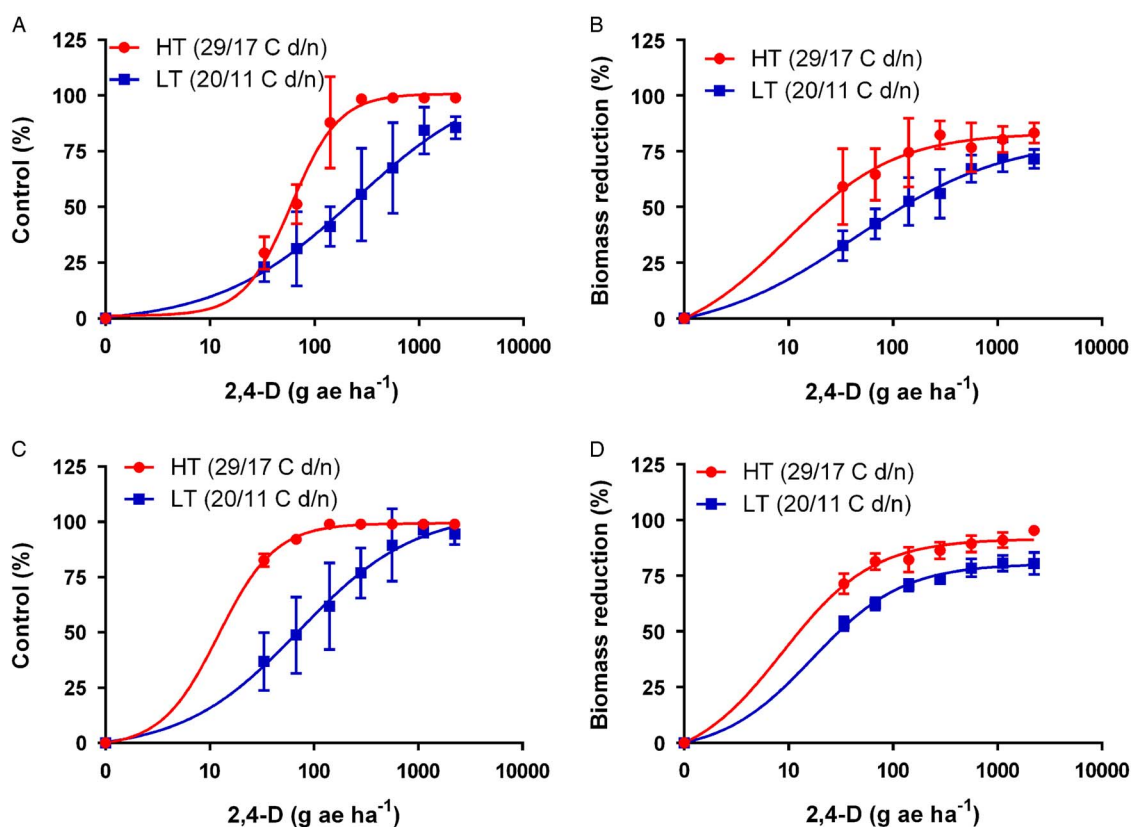 A
125
100
75
50
25
0
Control (%)
HT (29/17 C d/n)
LT (20/11 C d/n)
0 10 100 1000 10000
2,4-D (g ae ha⁻¹)
B
125
100
75
50
25
0
Biomass reduction (%)
HT (29/17 C d/n)
LT (20/11 C d/n)
0 10 100 1000 10000
2,4-D (g ae ha⁻¹)
C
125
100
75
50
25
0
Control (%)
HT (29/17 C d/n)
LT (20/11 C d/n)
0 10 100 1000 10000
2,4-D (g ae ha⁻¹)
D
125
100
75
50
25
0
Biomass reduction (%)
HT (29/17 C d/n)
LT (20/11 C d/n)
0 10 100 1000 10000
2,4-D (g ae ha⁻¹)